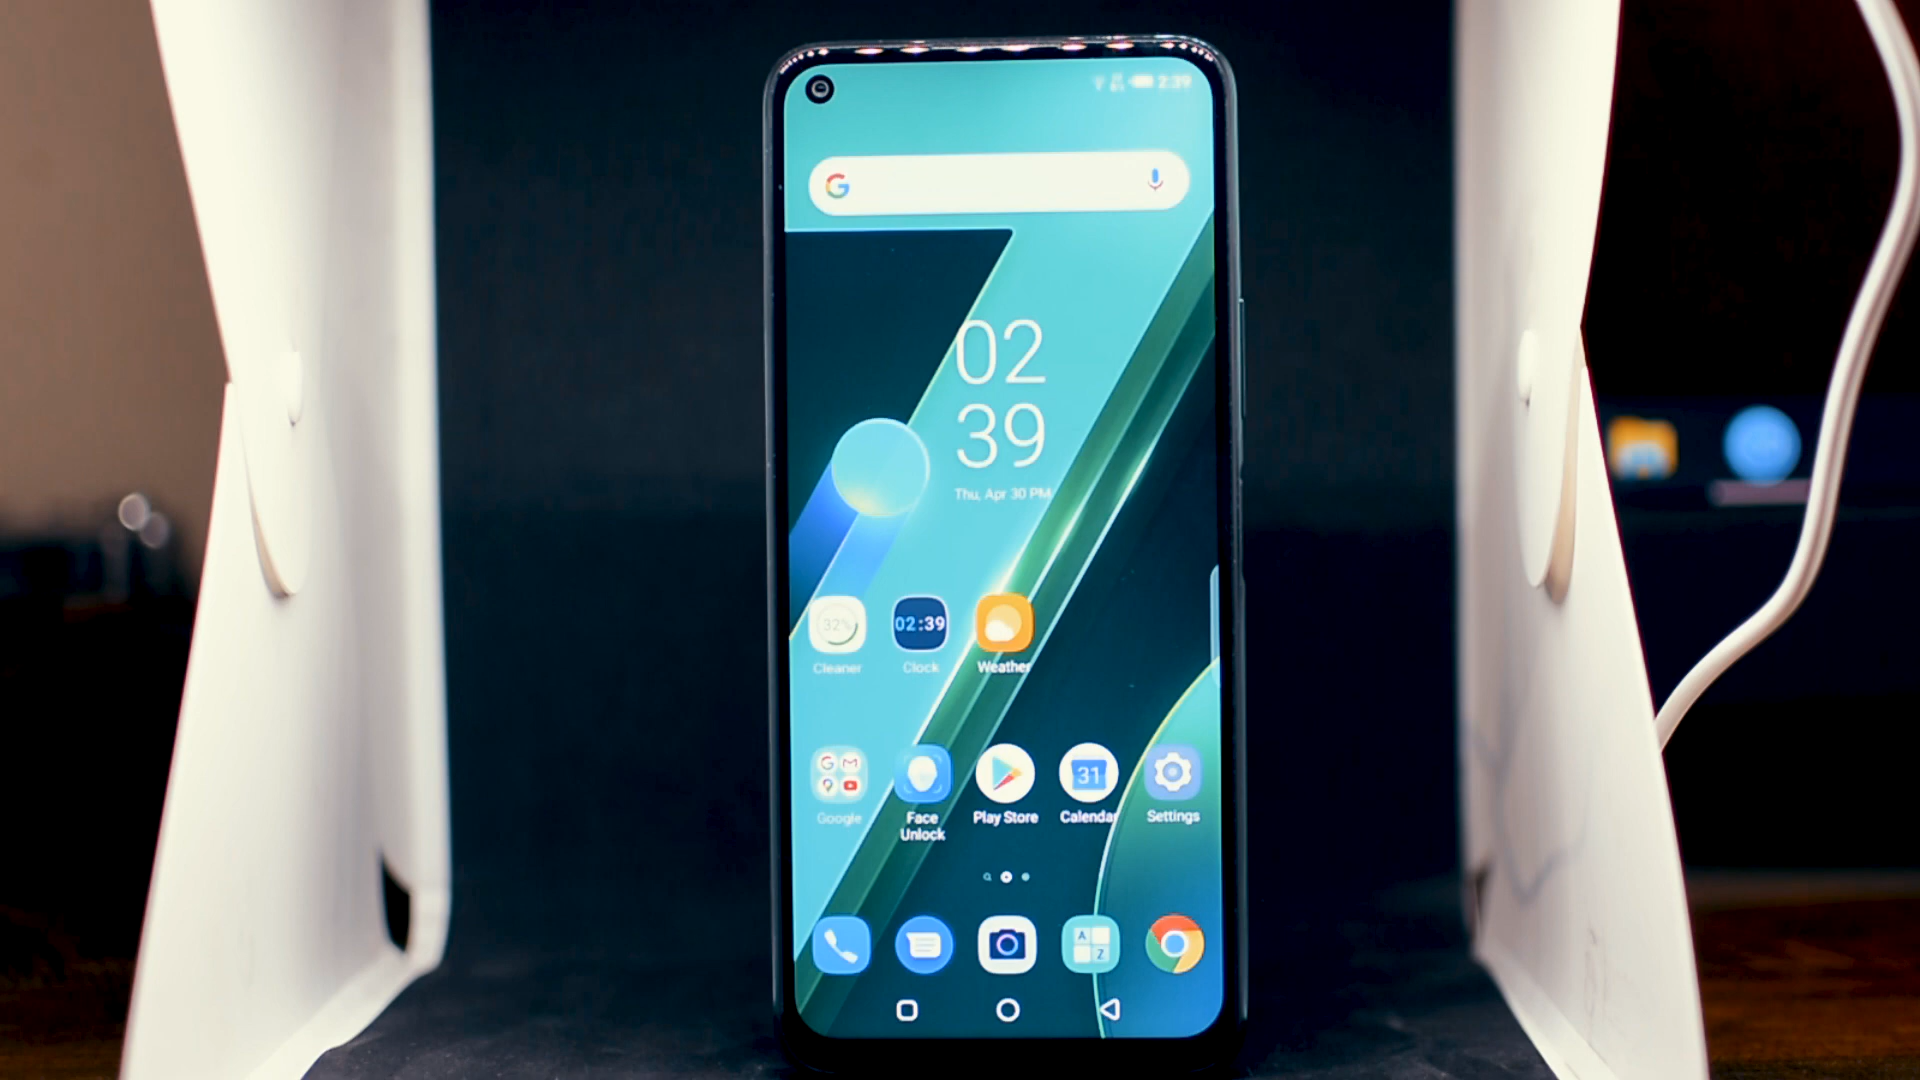 2:39
02
39
Thu, Apr 30 PM
32%
02:39
Cleaner
Clock
Weather
31
Google
Face
Unlock
Play Store
Calendar
Settings
A
Z